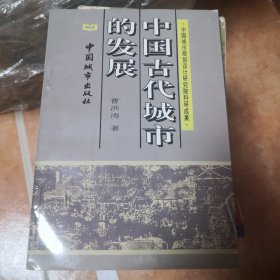 ·中国城市规划设计研究院科研成果·
中国古代城市
的发展
曹洪涛 著
中国城市出版社